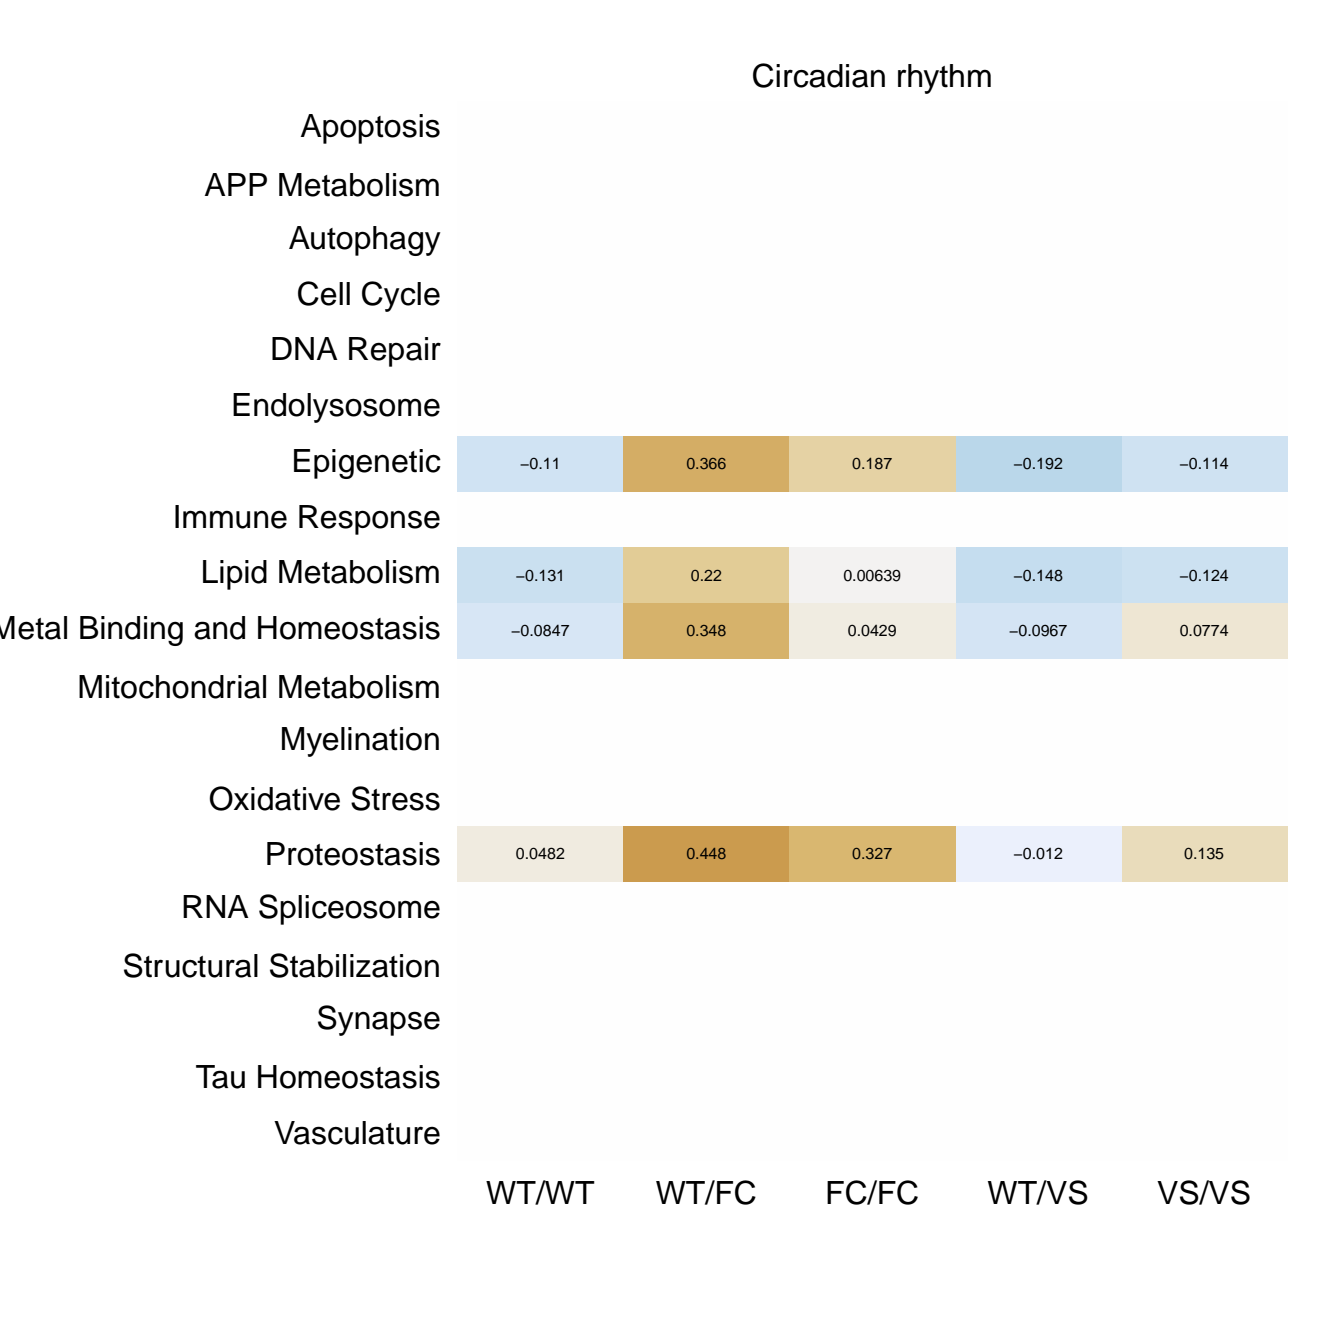 Circadian rhythm
Apoptosis
APP Metabolism
Autophagy
Cell Cycle
DNA Repair
Endolysosome
Epigenetic −0.11 0.366 0.187 −0.192 −0.114
Immune Response
Lipid Metabolism −0.131 0.22 0.00639 −0.148 −0.124
Metal Binding and Homeostasis −0.0847 0.348 0.0429 −0.0967 0.0774
Mitochondrial Metabolism
Myelination
Oxidative Stress
Proteostasis 0.0482 0.448 0.327 −0.012 0.135
RNA Spliceosome
Structural Stabilization
Synapse
Tau Homeostasis
Vasculature
WT/WT WT/FC FC/FC WT/VS VS/VS